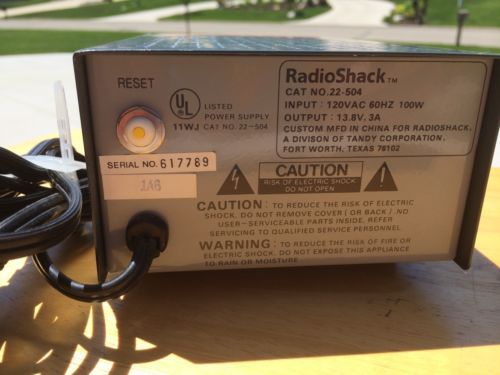 RESET
UL
LISTED
POWER SUPPLY
11WJ CAT NO. 22-504
RadioShack TM
CAT NO.22-504
INPUT : 120VAC 60HZ 100W
OUTPUT : 13.8V, 3A
CUSTOM MFD IN CHINA FOR RADIOSHACK,
A DIVISON OF TANDY CORPORATION.
FORT WORTH, TEXAS 76102
SERIAL NO. 617789
CAUTION
RISK OF ELECTRIC SHOCK
DO NOT OPEN
CAUTION : TO REDUCE THE RISK OF ELECTRIC
SHOCK, DO NOT REMOVE COVER ( OR BACK / .NO
USER-SERVICEABLE PARTS INSIDE. REFER
SERVICING TO QUALIFIED SERVICE PERSONNEL.
WARNING : TO REDUCE THE RISK OF FIRE OR
ELECTRIC SHOCK, DO NOT EXPOSE THIS APPLIANCE
TO RAIN OR MOISTURE